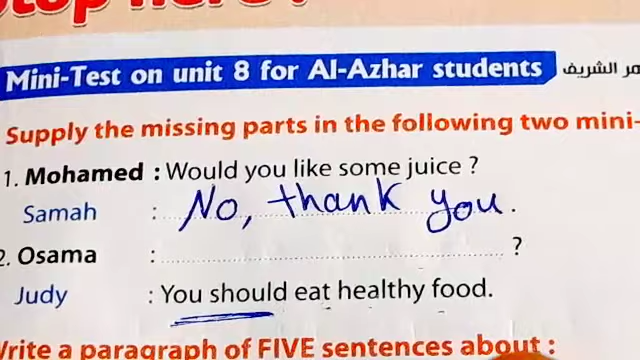 Stop here !
Mini-Test on unit 8 for Al-Azhar students
الشريف
Supply the missing parts in the following two mini-
1. Mohamed : Would you like some juice ?
Samah : No, thank you.
2. Osama : ?
Judy : You should eat healthy food.
Write a paragraph of FIVE sentences about :